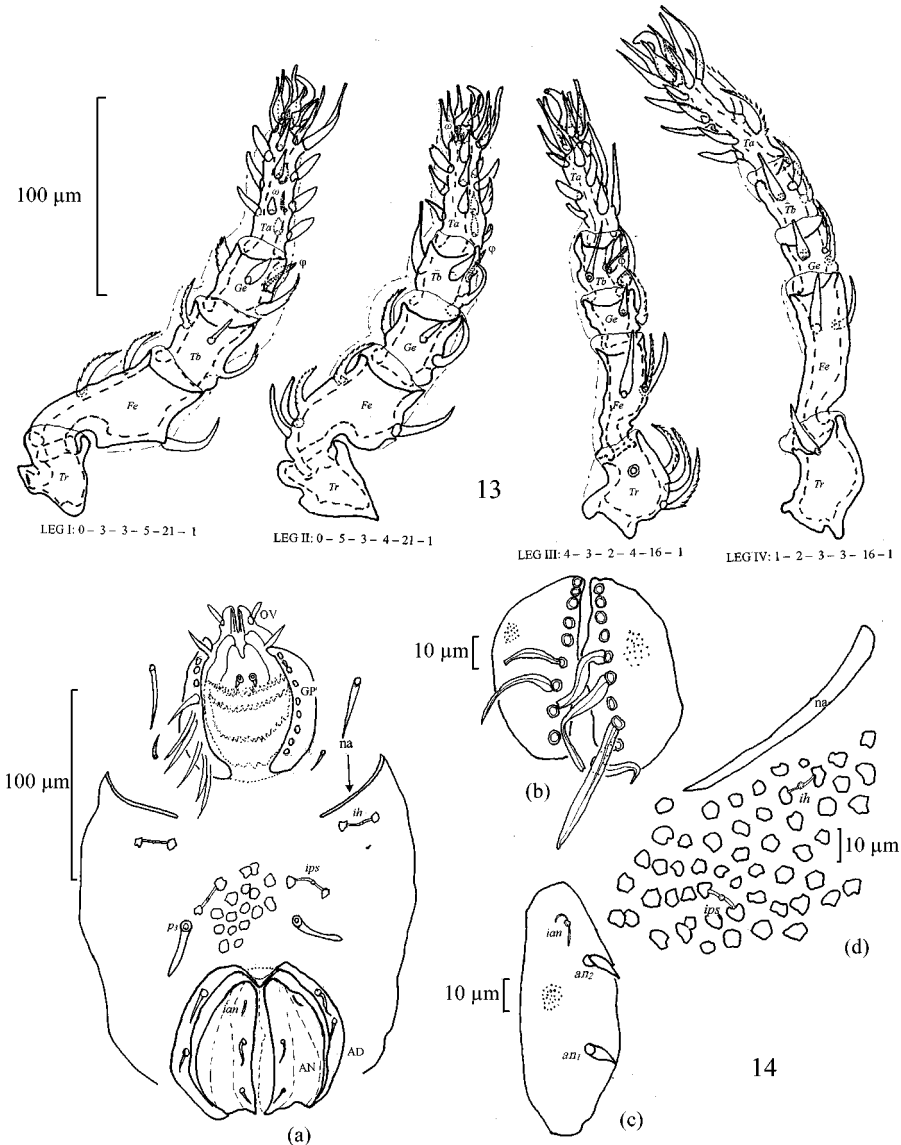 100 µm
ω
Ta
φ
Ge
Tb
Fe
Tr
LEG I: 0 – 3 – 3 – 5 – 21 – 1
ω
Ta
φ
Tb
Ge
Fe
Tr
LEG II: 0 – 5 – 3 – 4 – 21 – 1
13
Ta
Tb
Ge
Fe
Tr
LEG III: 4 – 3 – 2 – 4 – 16 – 1
Ta
Tb
Ge
Fe
Tr
LEG IV: 1 – 2 – 3 – 3 – 16 – 1
100 µm
OV
GP
na
ih
ips
p3
ian
AN
AD
(a)
10 µm
(b)
10 µm
ian
an2
an1
(c)
na
ih
10 µm
ips
(d)
14